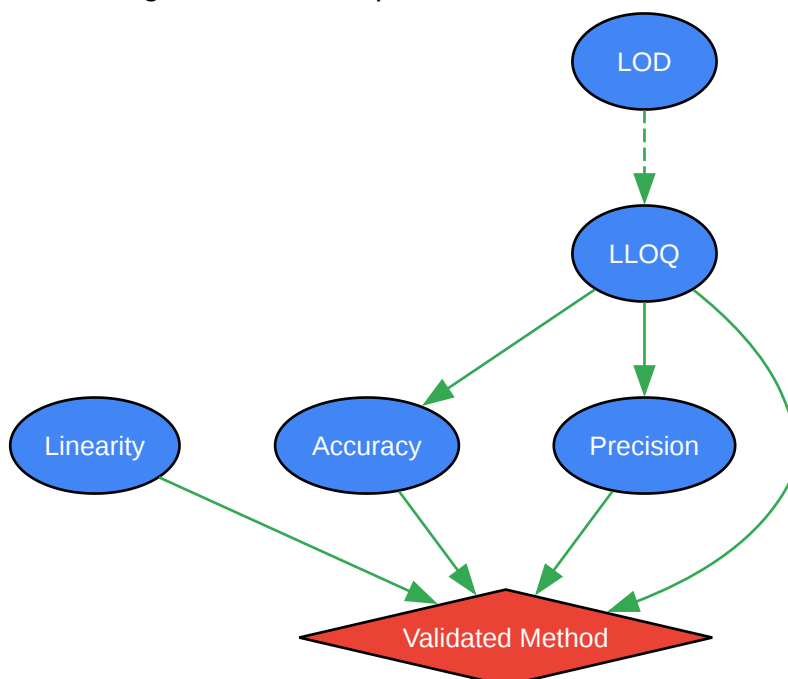 LOD
LLOQ
Linearity
Accuracy
Precision
Validated Method